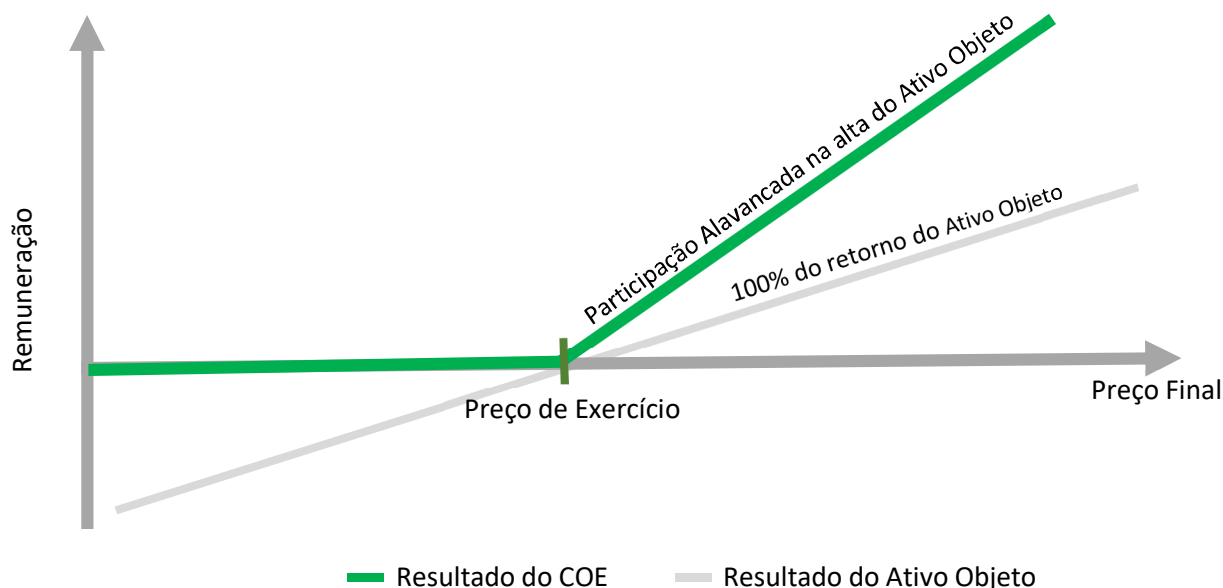 Participação Alavancada na alta do Ativo Objeto
100% do retorno do Ativo Objeto
Remuneração
Preço de Exercício
Preço Final
Resultado do COE
Resultado do Ativo Objeto